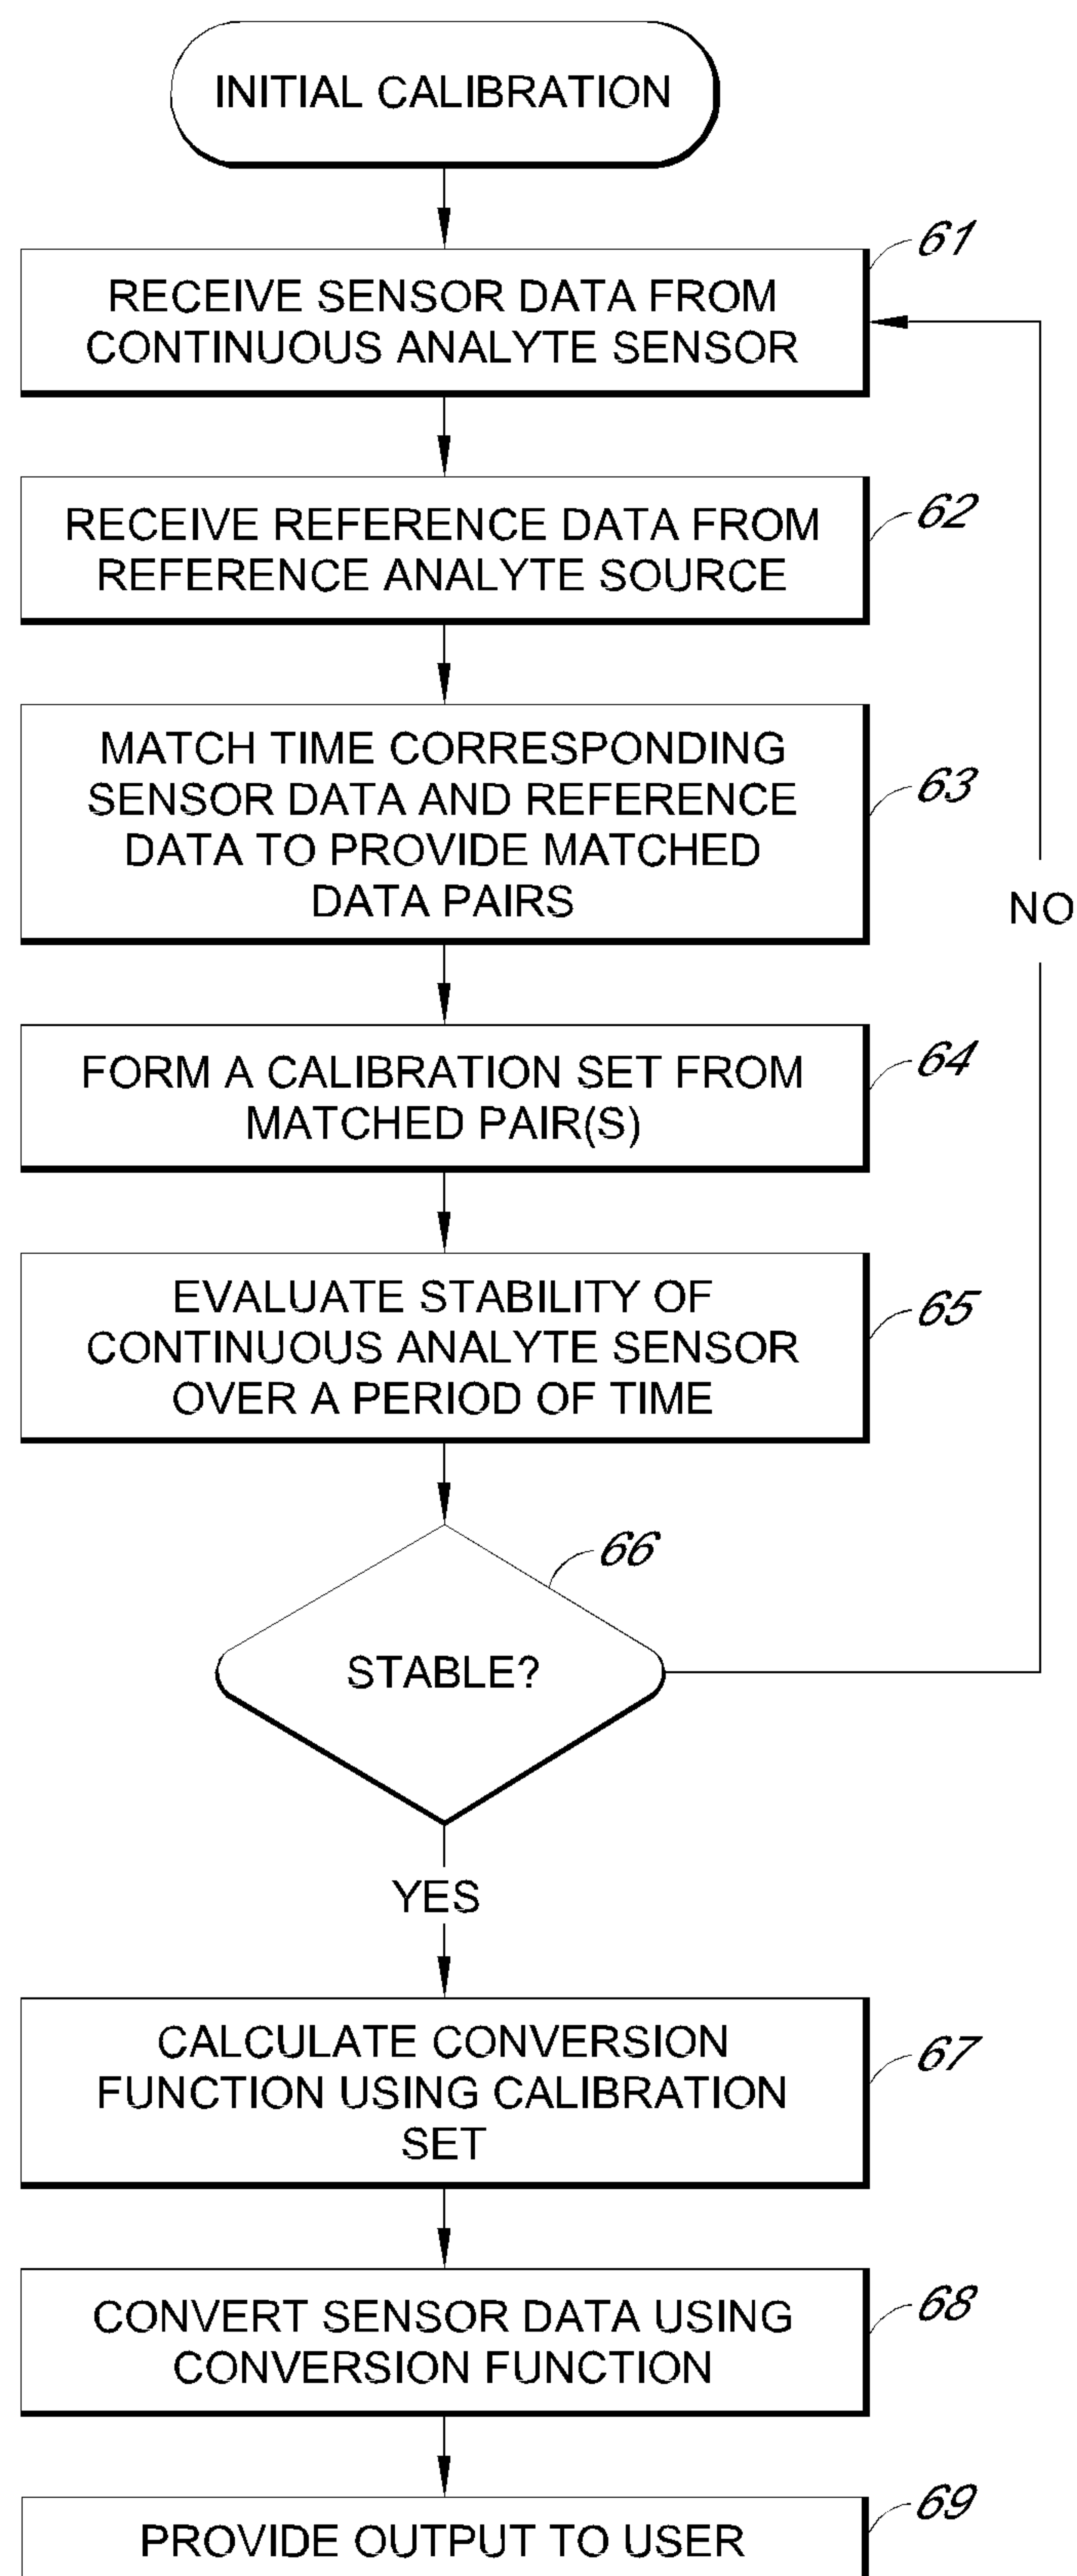 INITIAL CALIBRATION
61
RECEIVE SENSOR DATA FROM
CONTINUOUS ANALYTE SENSOR
62
RECEIVE REFERENCE DATA FROM
REFERENCE ANALYTE SOURCE
63
MATCH TIME CORRESPONDING
SENSOR DATA AND REFERENCE
DATA TO PROVIDE MATCHED
DATA PAIRS
NO
64
FORM A CALIBRATION SET FROM
MATCHED PAIR(S)
65
EVALUATE STABILITY OF
CONTINUOUS ANALYTE SENSOR
OVER A PERIOD OF TIME
66
STABLE?
YES
67
CALCULATE CONVERSION
FUNCTION USING CALIBRATION
SET
68
CONVERT SENSOR DATA USING
CONVERSION FUNCTION
69
PROVIDE OUTPUT TO USER